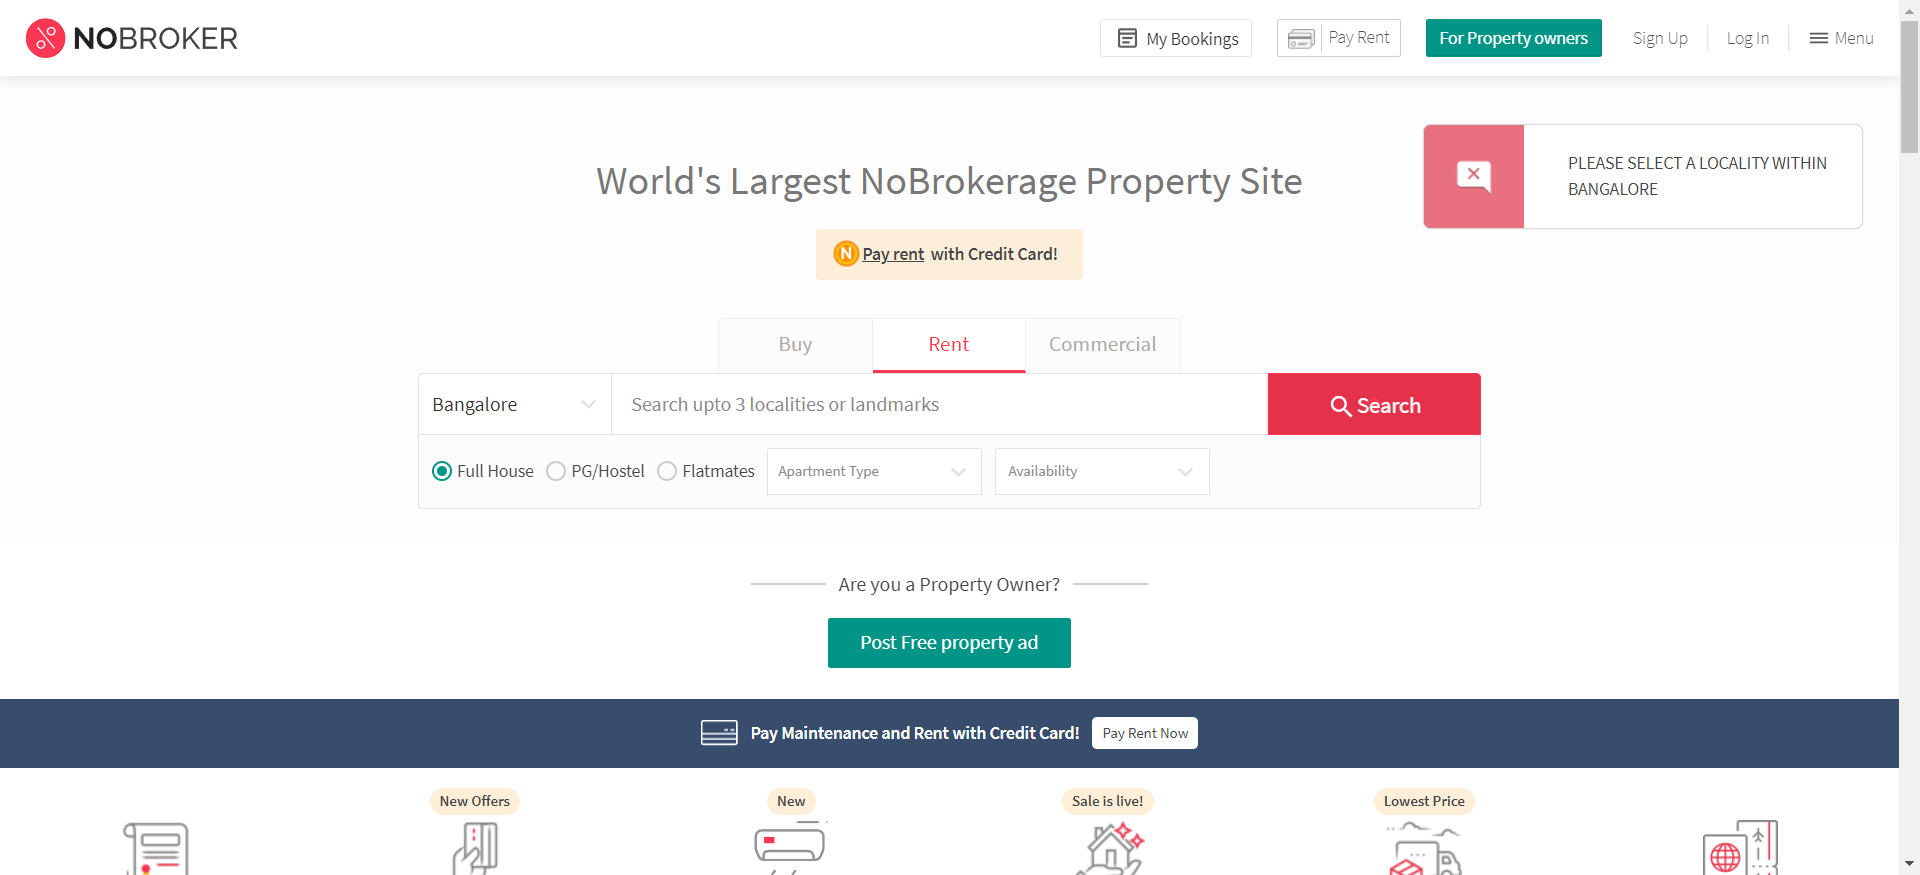 NOBROKER
My Bookings
Pay Rent
For Property owners
Sign Up
Log In
Menu
PLEASE SELECT A LOCALITY WITHIN
BANGALORE
World's Largest NoBrokerage Property Site
N Pay rent with Credit Card!
Buy
Rent
Commercial
Bangalore
Search upto 3 localities or landmarks
Search
Full House
PG/Hostel
Flatmates
Apartment Type
Availability
Are you a Property Owner?
Post Free property ad
Pay Maintenance and Rent with Credit Card!
Pay Rent Now
New Offers
New
Sale is live!
Lowest Price